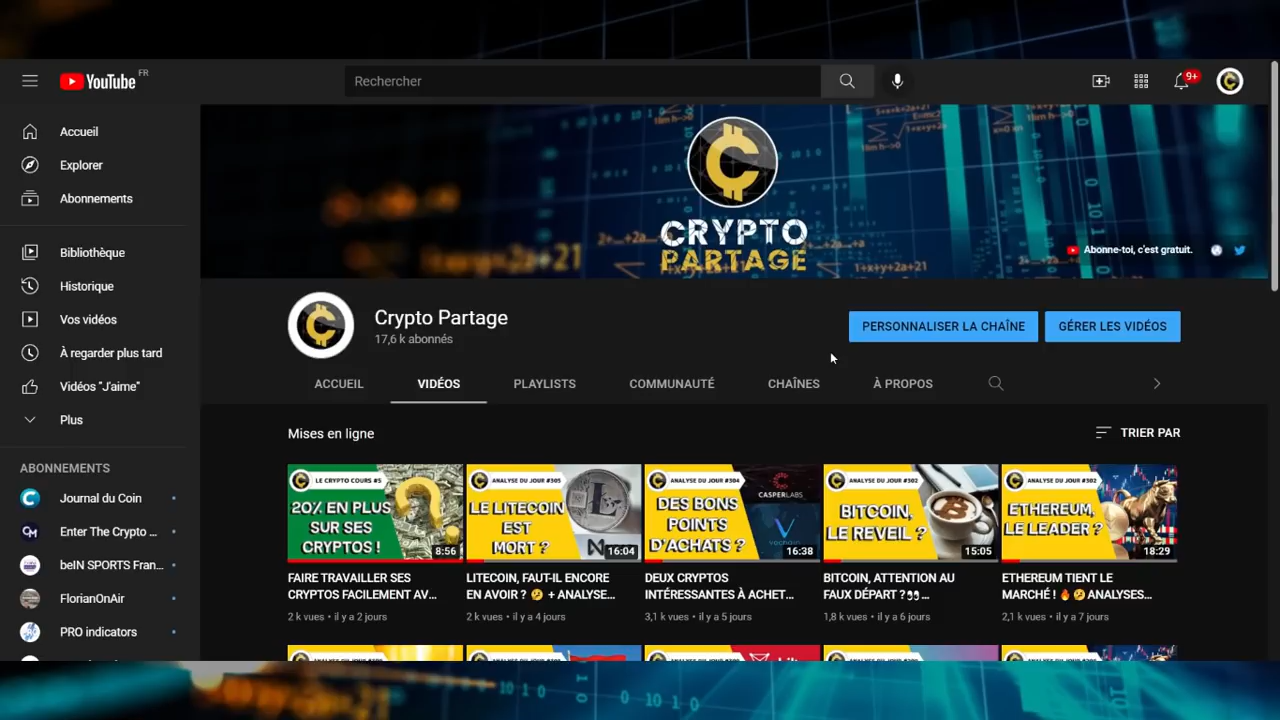 YouTube FR
Rechercher
9+
Accueil
Explorer
Abonnements
Bibliothèque
Historique
Vos vidéos
À regarder plus tard
Vidéos "J'aime"
Plus
ABONNEMENTS
Journal du Coin
Enter The Crypto ...
beIN SPORTS Fran...
FlorianOnAir
PRO indicators
CRYPTO
PARTAGE
Abonne-toi, c'est gratuit.
Crypto Partage
17,6 k abonnés
PERSONNALISER LA CHAÎNE
GÉRER LES VIDÉOS
ACCUEIL
VIDÉOS
PLAYLISTS
COMMUNAUTÉ
CHAÎNES
À PROPOS
Mises en ligne
TRIER PAR
LE CRYPTO COURS #5
20% EN PLUS
SUR SES
CRYPTOS !
8:56
FAIRE TRAVAILLER SES
CRYPTOS FACILEMENT AV...
2 k vues • il y a 2 jours
ANALYSE DU JOUR #305
LE LITECOIN
EST
MORT ?
16:04
LITECOIN, FAUT-IL ENCORE
EN AVOIR ? 🤔 + ANALYSE...
2 k vues • il y a 4 jours
ANALYSE DU JOUR #304
DES BONS
POINTS
D'ACHATS ?
CASPERLABS
Vechain
16:38
DEUX CRYPTOS
INTÉRESSANTES À ACHET...
3,1 k vues • il y a 5 jours
ANALYSE DU JOUR #302
BITCOIN,
LE REVEIL ?
15:05
BITCOIN, ATTENTION AU
FAUX DÉPART ?👀...
1,8 k vues • il y a 6 jours
ANALYSE DU JOUR #302
ETHEREUM,
LE LEADER ?
18:29
ETHEREUM TIENT LE
MARCHÉ ! 🔥 🤔ANALYSES...
2,1 k vues • il y a 7 jours